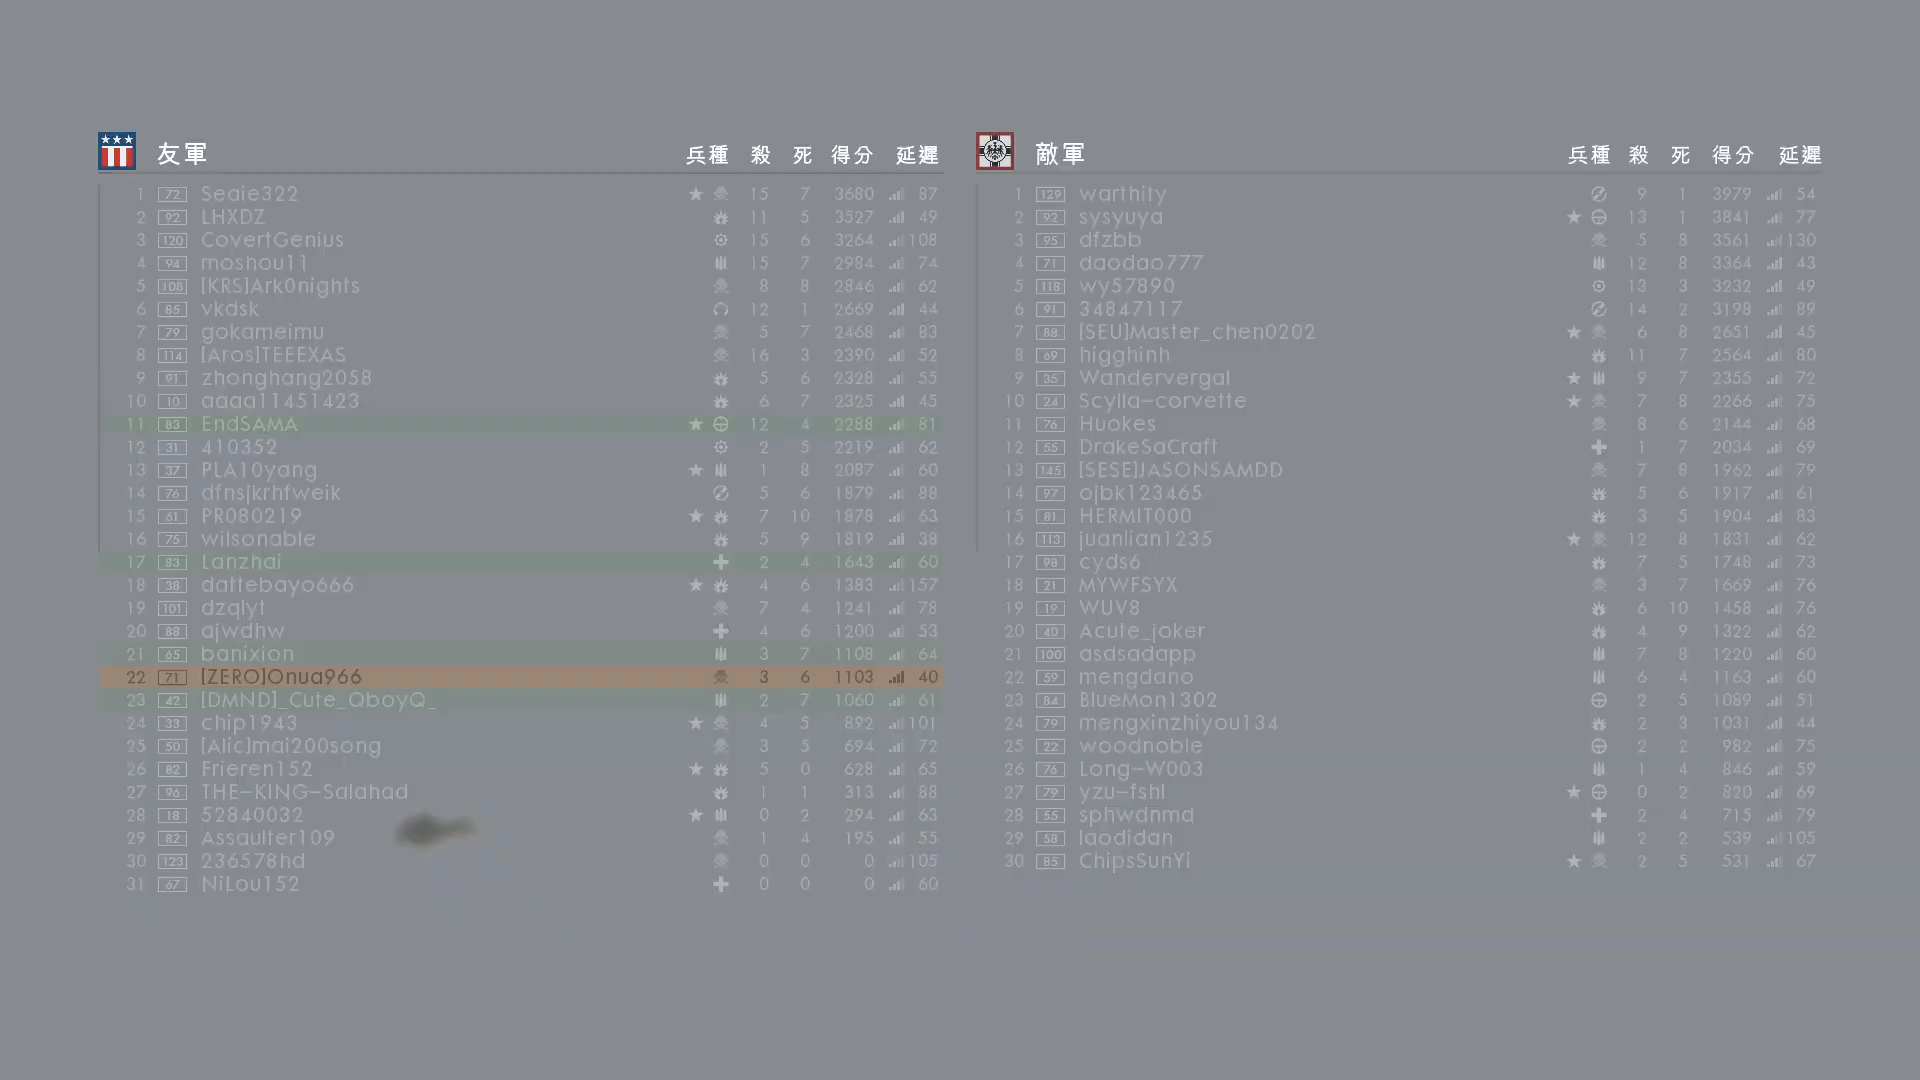 友軍 兵種 殺 死 得分 延遲
1 72 Seaie322 15 7 3680 87
2 92 LHXDZ 11 5 3527 49
3 120 CovertGenius 15 6 3264 108
4 94 moshou11 15 7 2984 74
5 108 [KRS]Ark0nights 8 8 2846 62
6 85 vkdsk 12 1 2669 44
7 79 gokameimu 5 7 2468 83
8 114 [Aros]TEEEXAS 16 3 2390 52
9 91 zhonghang2058 5 6 2328 55
10 10 aaaa11451423 6 7 2325 45
11 83 EndSAMA 12 4 2288 81
12 31 410352 2 5 2219 62
13 37 PLA10yang 1 8 2087 60
14 76 dfnsjkrhfweik 5 6 1879 88
15 61 PR080219 7 10 1878 63
16 75 wilsonable 5 9 1819 38
17 83 Lanzhai 2 4 1643 60
18 38 dattebayo666 4 6 1383 157
19 101 dzqlyt 7 4 1241 78
20 88 ajwdhw 4 6 1200 53
21 65 banixion 3 7 1108 64
22 71 [ZERO]Onua966 3 6 1103 40
23 42 [DMND]_Cute_QboyQ_ 2 7 1060 61
24 33 chip1943 4 5 892 101
25 50 [Alic]mai200song 3 5 694 72
26 82 Frieren152 5 0 628 65
27 96 THE-KING-Salahad 1 1 313 88
28 18 52840032 0 2 294 63
29 82 Assaulter109 1 4 195 55
30 123 236578hd 0 0 0 105
31 67 NiLou152 0 0 0 60
敵軍 兵種 殺 死 得分 延遲
1 129 warthity 9 1 3979 54
2 92 sysyuya 13 1 3841 77
3 95 dfzbb 5 8 3561 130
4 71 daodao777 12 8 3364 43
5 118 wy57890 13 3 3232 49
6 91 34847117 14 2 3198 89
7 88 [SEU]Master_chen0202 6 8 2651 45
8 69 higghinh 11 7 2564 80
9 35 Wandervergal 9 7 2355 72
10 24 Scylla-corvette 7 8 2266 75
11 76 Huokes 8 6 2144 68
12 55 DrakeSaCraft 1 7 2034 69
13 145 [SESE]JASONSAMDD 7 8 1962 79
14 97 ojbk123465 5 6 1917 61
15 81 HERMIT000 3 5 1904 83
16 113 juanlian1235 12 8 1831 62
17 98 cyds6 7 5 1748 73
18 21 MYWFSYX 3 7 1669 76
19 19 WUV8 6 10 1458 76
20 40 Acute_joker 4 9 1322 62
21 100 asdsadapp 7 8 1220 60
22 59 mengdano 6 4 1163 60
23 84 BlueMon1302 2 5 1089 51
24 79 mengxinzhiyou134 2 3 1031 44
25 22 woodnoble 2 2 982 75
26 76 Long-W003 1 4 846 59
27 79 yzu-fshl 0 2 820 69
28 55 sphwdnmd 2 4 715 79
29 58 laodidan 2 2 539 105
30 85 ChipsSunYi 2 5 531 67